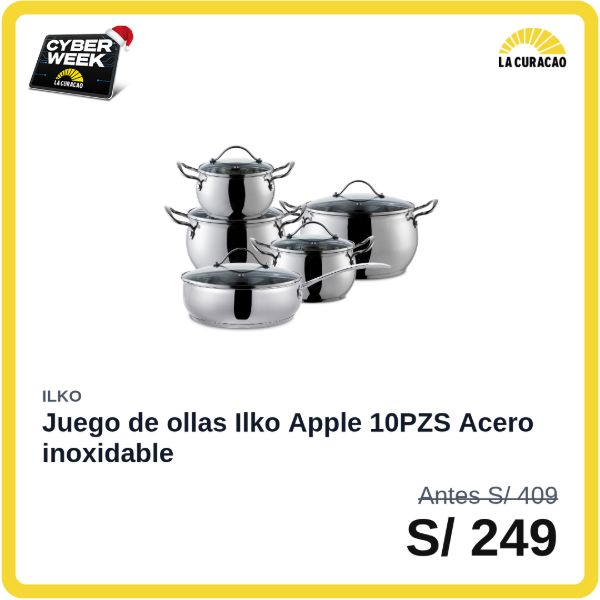 CYBER
WEEK
LA CURACAO
LA CURACAO
ILKO
Juego de ollas Ilko Apple 10PZS Acero
inoxidable
Antes S/ 409
S/ 249